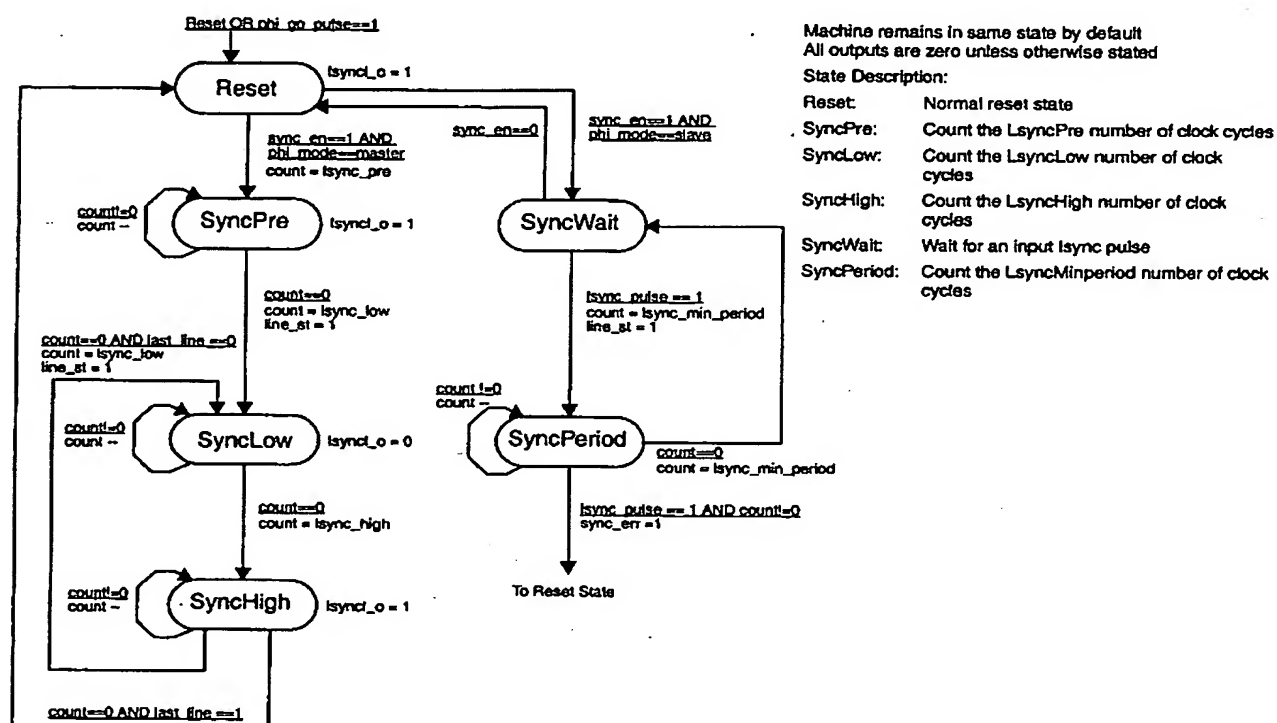 Reset OR phi_go_pulse==1
lsyncl_o = 1
Reset
sync_en==1 AND
phi_mode==master
count = lsync_pre
sync_en==0
sync_en==1 AND
phi_mode==slave
count!=0
count --
SyncPre
lsyncl_o = 1
SyncWait
count==0
count = lsync_low
line_st = 1
lsync_pulse == 1
count = lsync_min_period
line_st = 1
count==0 AND last_line ==0
count = lsync_low
line_st = 1
count!=0
count --
SyncLow
lsyncl_o = 0
count !=0
count --
SyncPeriod
count==0
count = lsync_min_period
count==0
count = lsync_high
lsync_pulse == 1 AND count!=0
sync_err =1
To Reset State
count!=0
count --
SyncHigh
lsyncl_o = 1
count==0 AND last_line ==1
Machine remains in same state by default
All outputs are zero unless otherwise stated
State Description:
Reset: Normal reset state
SyncPre: Count the LsyncPre number of clock cycles
SyncLow: Count the LsyncLow number of clock
cycles
SyncHigh: Count the LsyncHigh number of clock
cycles
SyncWait: Wait for an input lsync pulse
SyncPeriod: Count the LsyncMinperiod number of clock
cycles